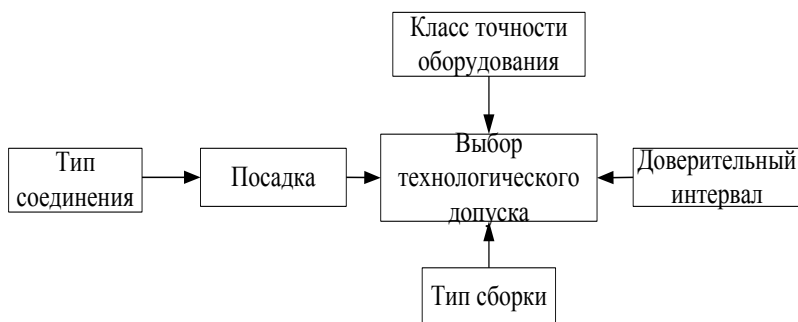 Класс точности
оборудования
Тип
соединения
Посадка
Выбор
технологического
допуска
Доверительный
интервал
Тип сборки